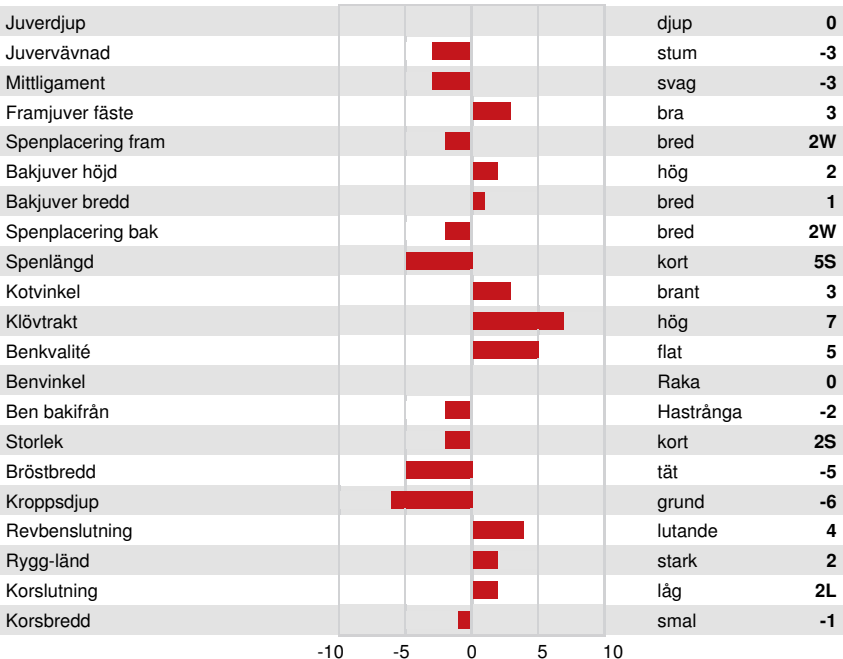 Juverdjup djup 0
Juvervävnad stum -3
Mittligament svag -3
Framjuver fäste bra 3
Spenplacering fram bred 2W
Bakjuver höjd hög 2
Bakjuver bredd bred 1
Spenplacering bak bred 2W
Spenlängd kort 5S
Kotvinkel brant 3
Klövtrakt hög 7
Benkvalité flat 5
Benvinkel Raka 0
Ben bakifrån Hastrånga -2
Storlek kort 2S
Bröstbredd tät -5
Kroppsdjup grund -6
Revbenslutning lutande 4
Rygg-länd stark 2
Korslutning låg 2L
Korsbredd smal -1
-10 -5 0 5 10